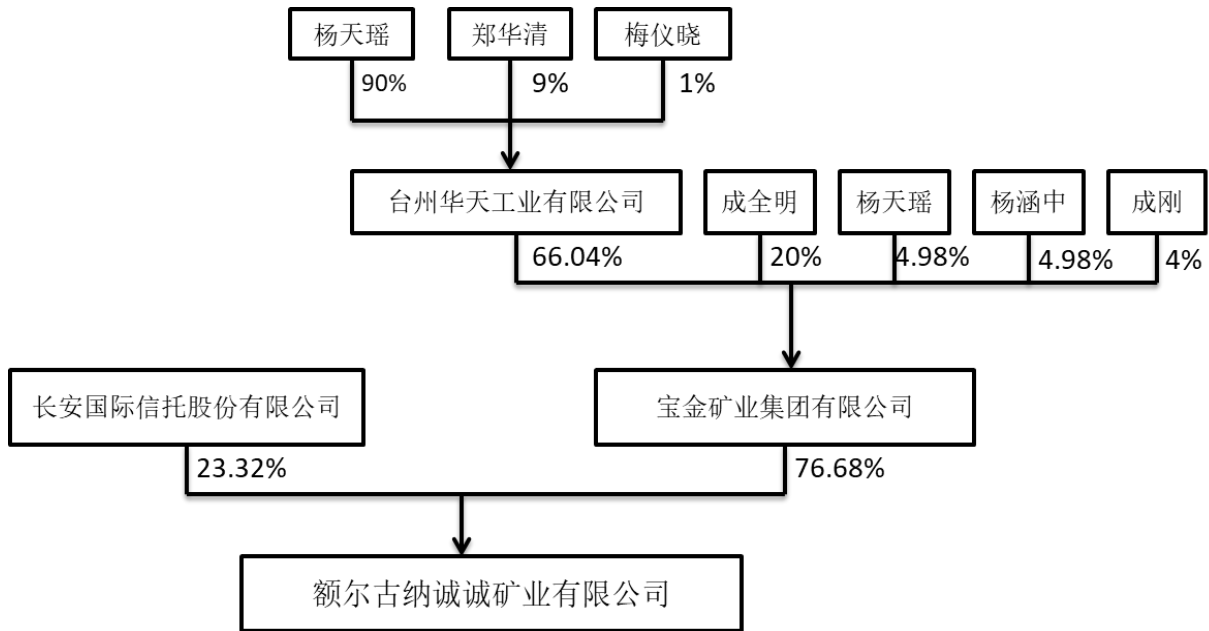 杨天瑶
郑华清
梅仪晓
90%
9%
1%
台州华天工业有限公司
成全明
杨天瑶
杨涵中
成刚
66.04%
20%
4.98%
4.98%
4%
长安国际信托股份有限公司
宝金矿业集团有限公司
23.32%
76.68%
额尔古纳诚诚矿业有限公司